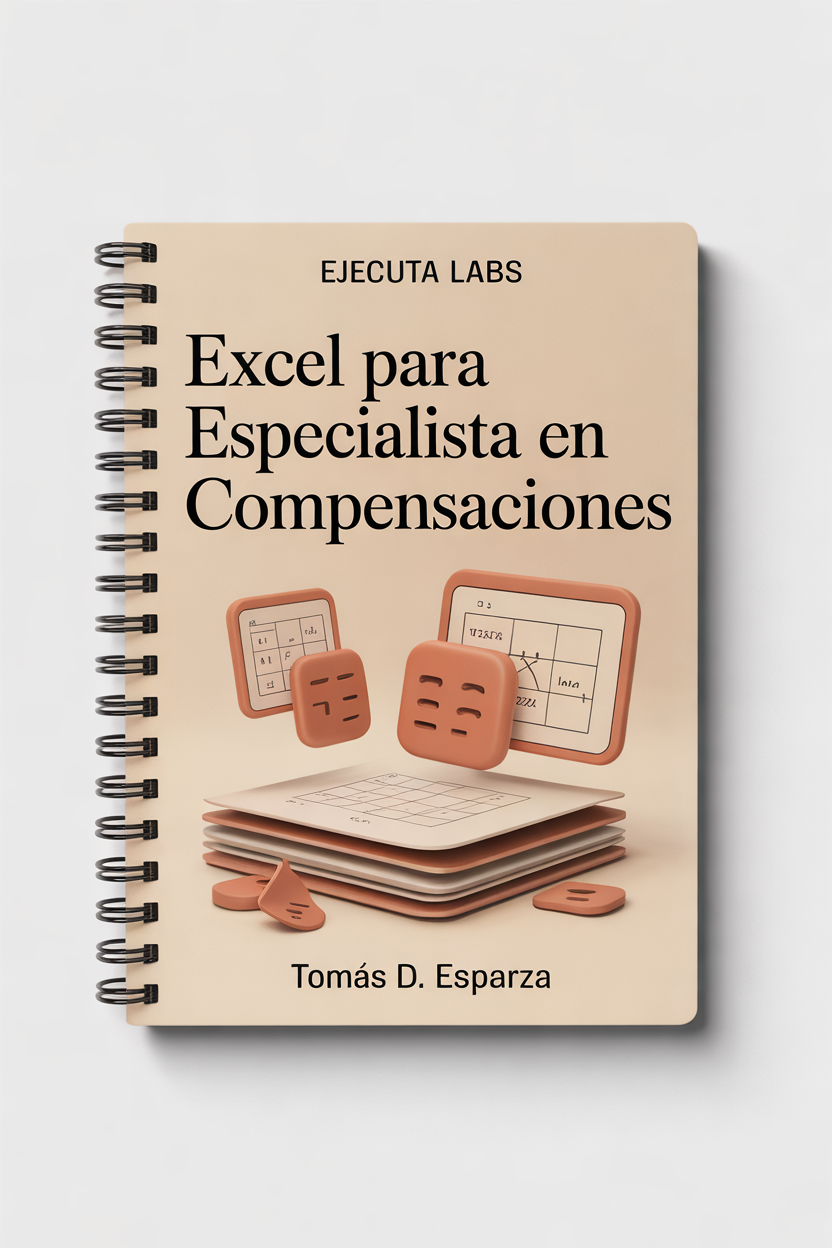 EJECUTA LABS
Excel para
Especialista en
Compensaciones
Tomás D. Esparza